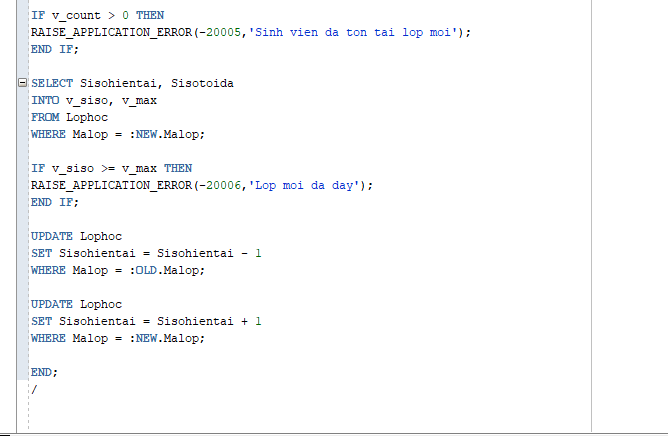 IF v_count > 0 THEN
RAISE_APPLICATION_ERROR(-20005,'Sinh vien da ton tai lop moi');
END IF;
SELECT Sisohientai, Sisotoida
INTO v_siso, v_max
FROM Lophoc
WHERE Malop = :NEW.Malop;
IF v_siso >= v_max THEN
RAISE_APPLICATION_ERROR(-20006,'Lop moi da day');
END IF;
UPDATE Lophoc
SET Sisohientai = Sisohientai - 1
WHERE Malop = :OLD.Malop;
UPDATE Lophoc
SET Sisohientai = Sisohientai + 1
WHERE Malop = :NEW.Malop;
END;
/